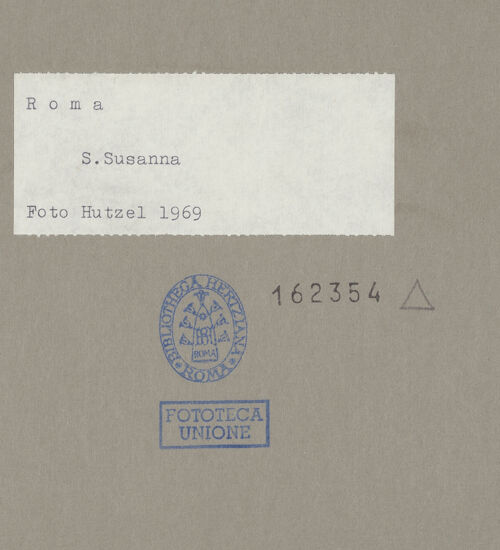 R o m a
S.Susanna
Foto Hutzel 1969
162354
BIBLIOTHECA HERTZIANA
ROMA
ROMA
FOTOTECA
UNIONE